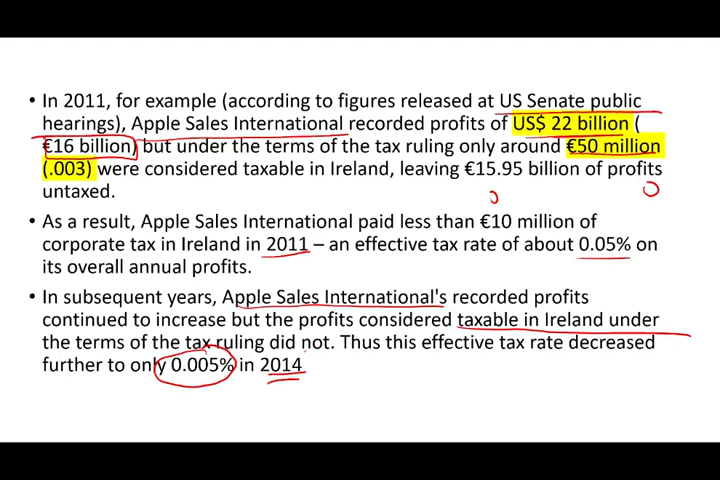 • In 2011, for example (according to figures released at US Senate public
hearings), Apple Sales International recorded profits of US$ 22 billion (
€16 billion) but under the terms of the tax ruling only around €50 million
(.003) were considered taxable in Ireland, leaving €15.95 billion of profits
untaxed.
• As a result, Apple Sales International paid less than €10 million of
corporate tax in Ireland in 2011 – an effective tax rate of about 0.05% on
its overall annual profits.
• In subsequent years, Apple Sales International's recorded profits
continued to increase but the profits considered taxable in Ireland under
the terms of the tax ruling did not. Thus this effective tax rate decreased
further to only 0.005% in 2014